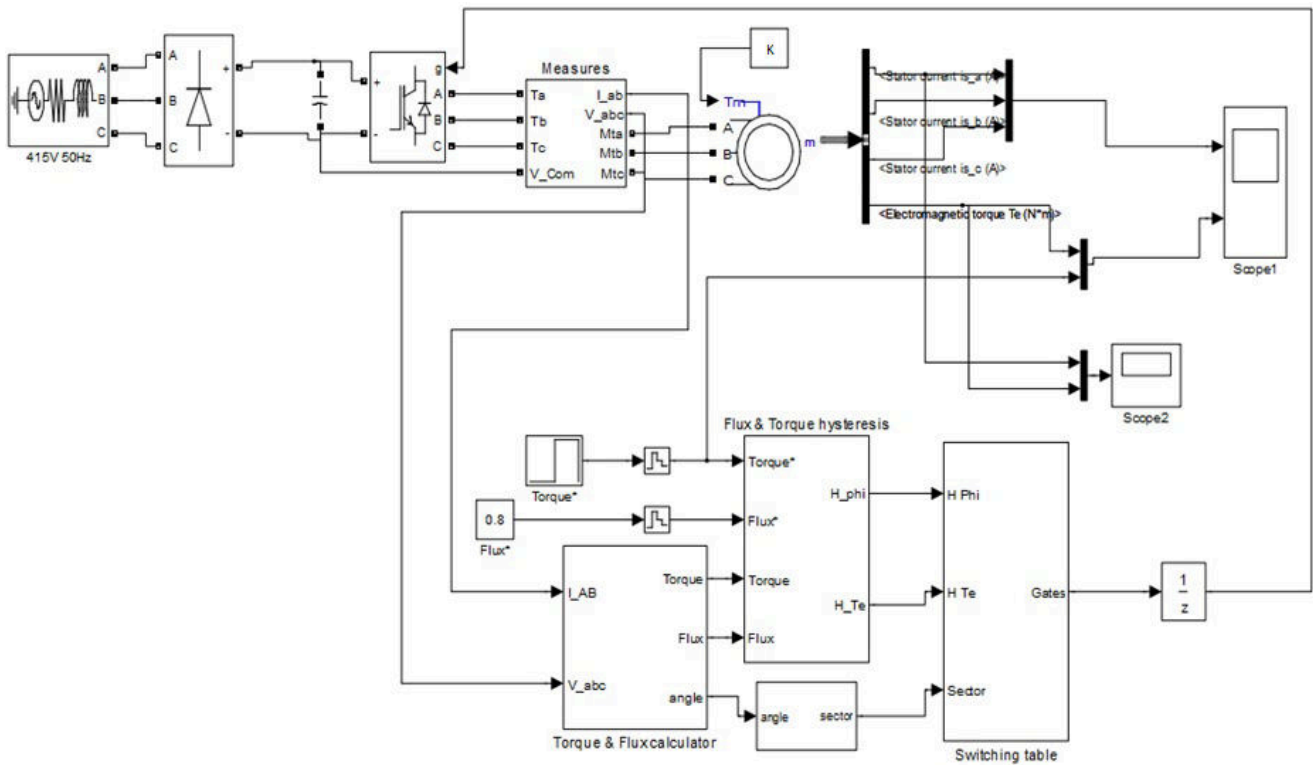 A
B
C
415V 50Hz
A
B
C
+
-
+
-
g
A
B
C
Measures
Ta
Tb
Tc
V_Com
I_ab
V_abc
Mta
Mtb
Mtc
K
Tm
A
B
C
m
<Stator current is_a (A)>
<Stator current is_b (A)>
<Stator current is_c (A)>
<Electromagnetic torque Te (N*m)>
Scope1
Scope2
Torque*
0.8
Flux*
Flux & Torque hysteresis
Torque*
Flux*
Torque
Flux
H_phi
H_Te
I_AB
V_abc
Torque
Flux
angle
Torque & Flux calculator
angle
sector
H Phi
H Te
Sector
Gates
Switching table
1
z